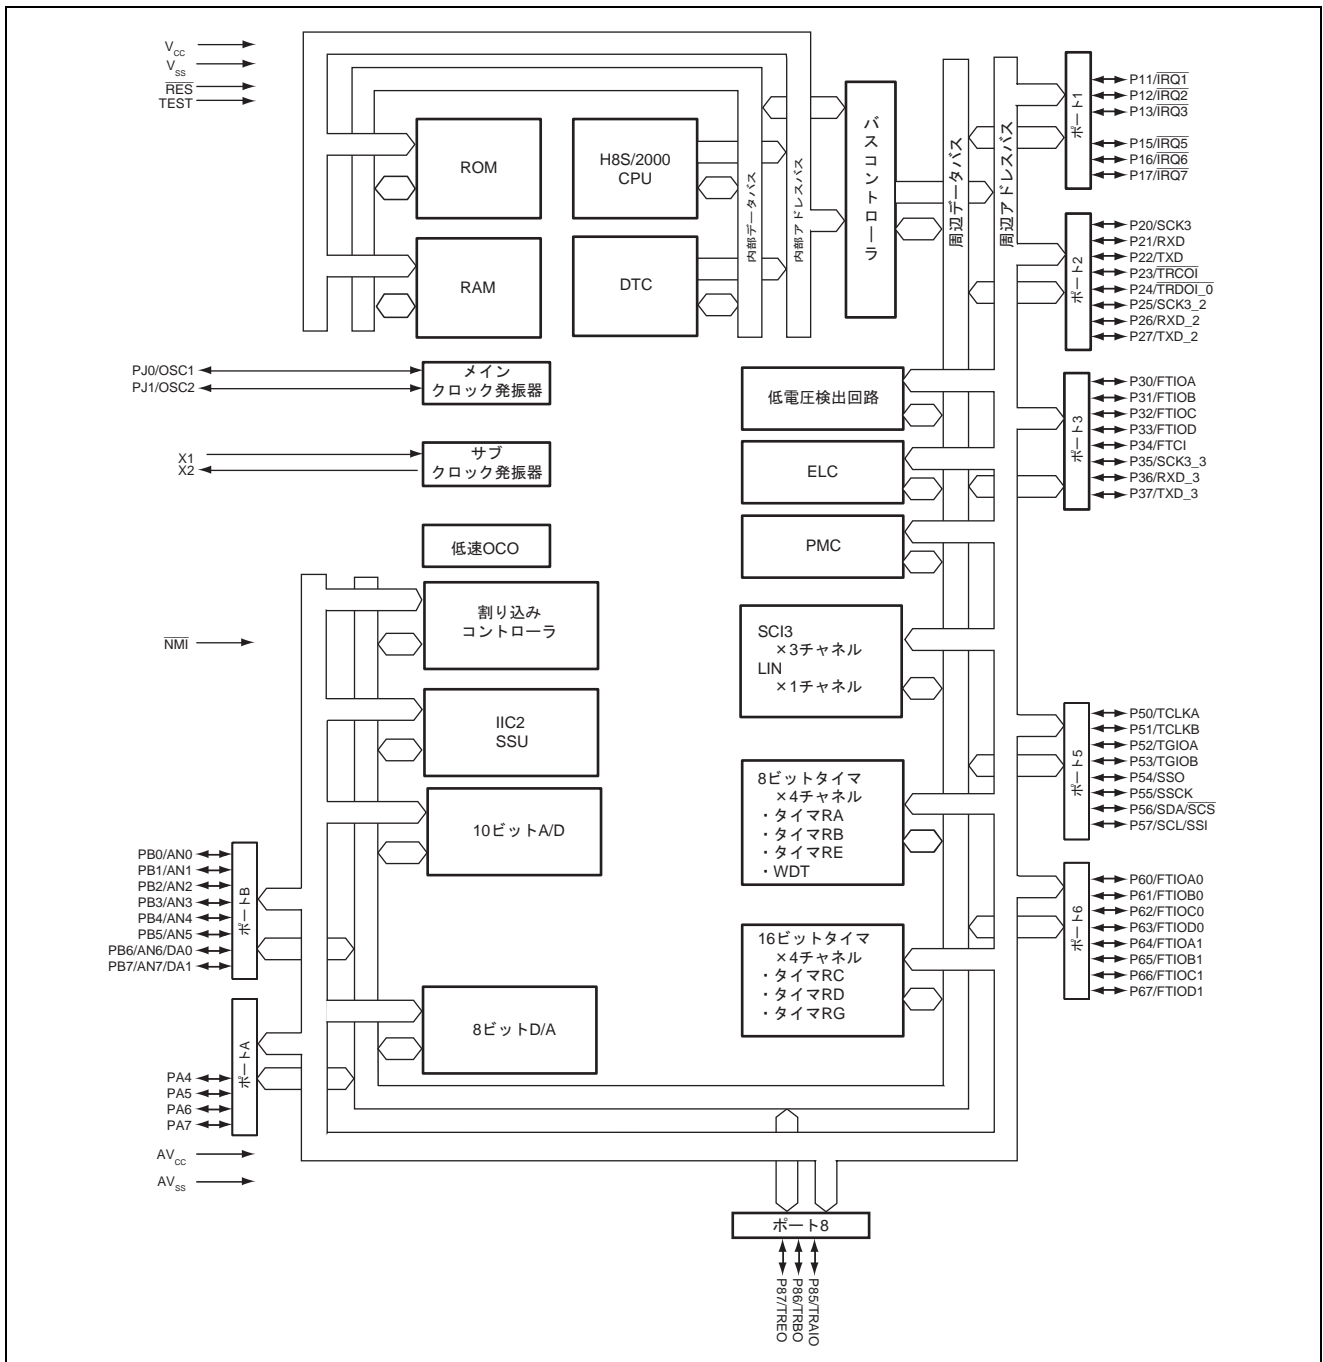 VCC
VSS
RES
TEST
ROM
H8S/2000
CPU
RAM
DTC
内部データバス
内部アドレスバス
バスコントローラ
周辺データバス
周辺アドレスバス
ポート1
P11/IRQ1
P12/IRQ2
P13/IRQ3
P15/IRQ5
P16/IRQ6
P17/IRQ7
ポート2
P20/SCK3
P21/RXD
P22/TXD
P23/TRCOI
P24/TRDOI_0
P25/SCK3_2
P26/RXD_2
P27/TXD_2
PJ0/OSC1
PJ1/OSC2
メイン
クロック発振器
X1
X2
サブ
クロック発振器
低速OCO
低電圧検出回路
ELC
PMC
ポート3
P30/FTIOA
P31/FTIOB
P32/FTIOC
P33/FTIOD
P34/FTCI
P35/SCK3_3
P36/RXD_3
P37/TXD_3
NMI
割り込み
コントローラ
IIC2
SSU
10ビットA/D
8ビットD/A
SCI3
×3チャネル
LIN
×1チャネル
8ビットタイマ
×4チャネル
・タイマRA
・タイマRB
・タイマRE
・WDT
16ビットタイマ
×4チャネル
・タイマRC
・タイマRD
・タイマRG
ポート5
P50/TCLKA
P51/TCLKB
P52/TGIOA
P53/TGIOB
P54/SSO
P55/SSCK
P56/SDA/SCS
P57/SCL/SSI
ポート6
P60/FTIOA0
P61/FTIOB0
P62/FTIOC0
P63/FTIOD0
P64/FTIOA1
P65/FTIOB1
P66/FTIOC1
P67/FTIOD1
PB0/AN0
PB1/AN1
PB2/AN2
PB3/AN3
PB4/AN4
PB5/AN5
PB6/AN6/DA0
PB7/AN7/DA1
ポートB
PA4
PA5
PA6
PA7
ポートA
AVCC
AVSS
ポート8
P87/TREO
P86/TRBO
P85/TRAIO